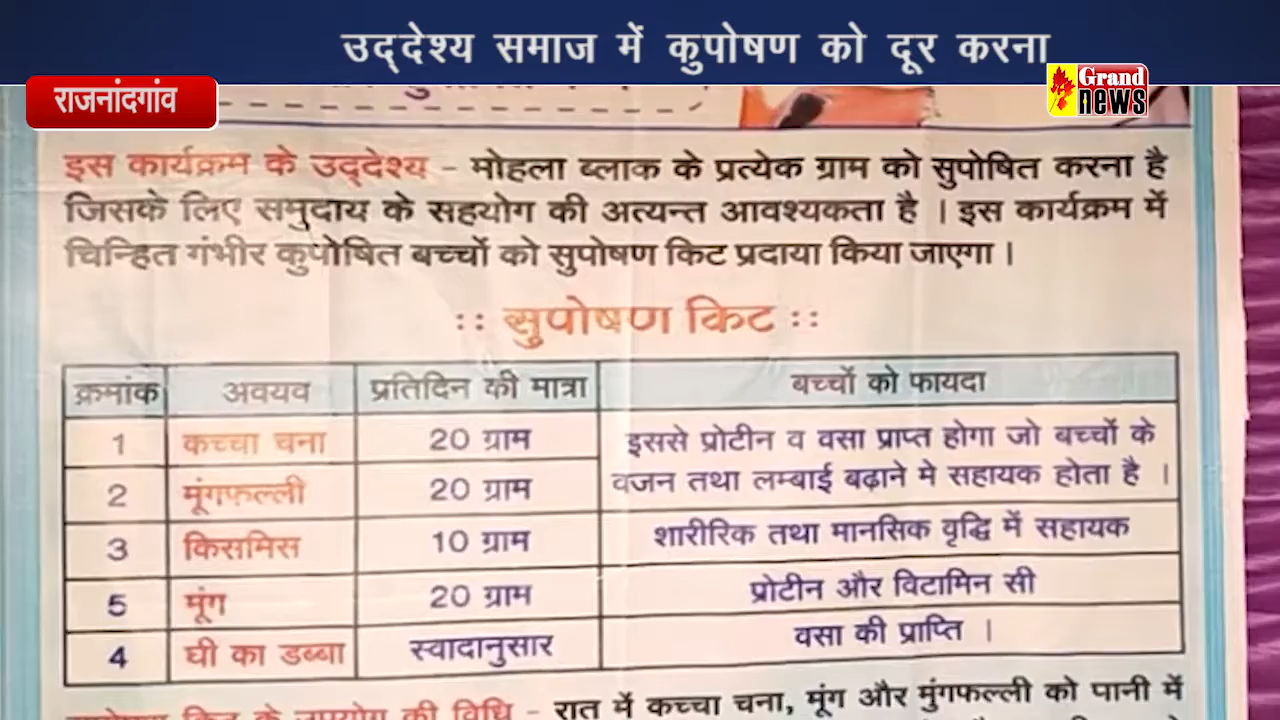 उद्देश्य समाज में कुपोषण को दूर करना
राजनांदगांव
Grand
news
इस कार्यक्रम के उद्देश्य - मोहला ब्लाक के प्रत्येक ग्राम को सुपोषित करना है
जिसके लिए समुदाय के सहयोग की अत्यन्त आवश्यकता है । इस कार्यक्रम में
चिन्हित गंभीर कुपोषित बच्चों को सुपोषण किट प्रदाया किया जाएगा ।
:: सुपोषण किट ::
क्रमांक अवयव प्रतिदिन की मात्रा बच्चों को फायदा
1 कच्चा चना 20 ग्राम इससे प्रोटीन व वसा प्राप्त होगा जो बच्चों के
2 मूंगफल्ली 20 ग्राम वजन तथा लम्बाई बढ़ाने मे सहायक होता है ।
3 किसमिस 10 ग्राम शारीरिक तथा मानसिक वृद्धि में सहायक
5 मूंग 20 ग्राम प्रोटीन और विटामिन सी
4 घी का डब्बा स्वादानुसार वसा की प्राप्ति ।
सुपोषण किट के उपयोग की विधि - रात में कच्चा चना, मूंग और मुंगफल्ली को पानी में